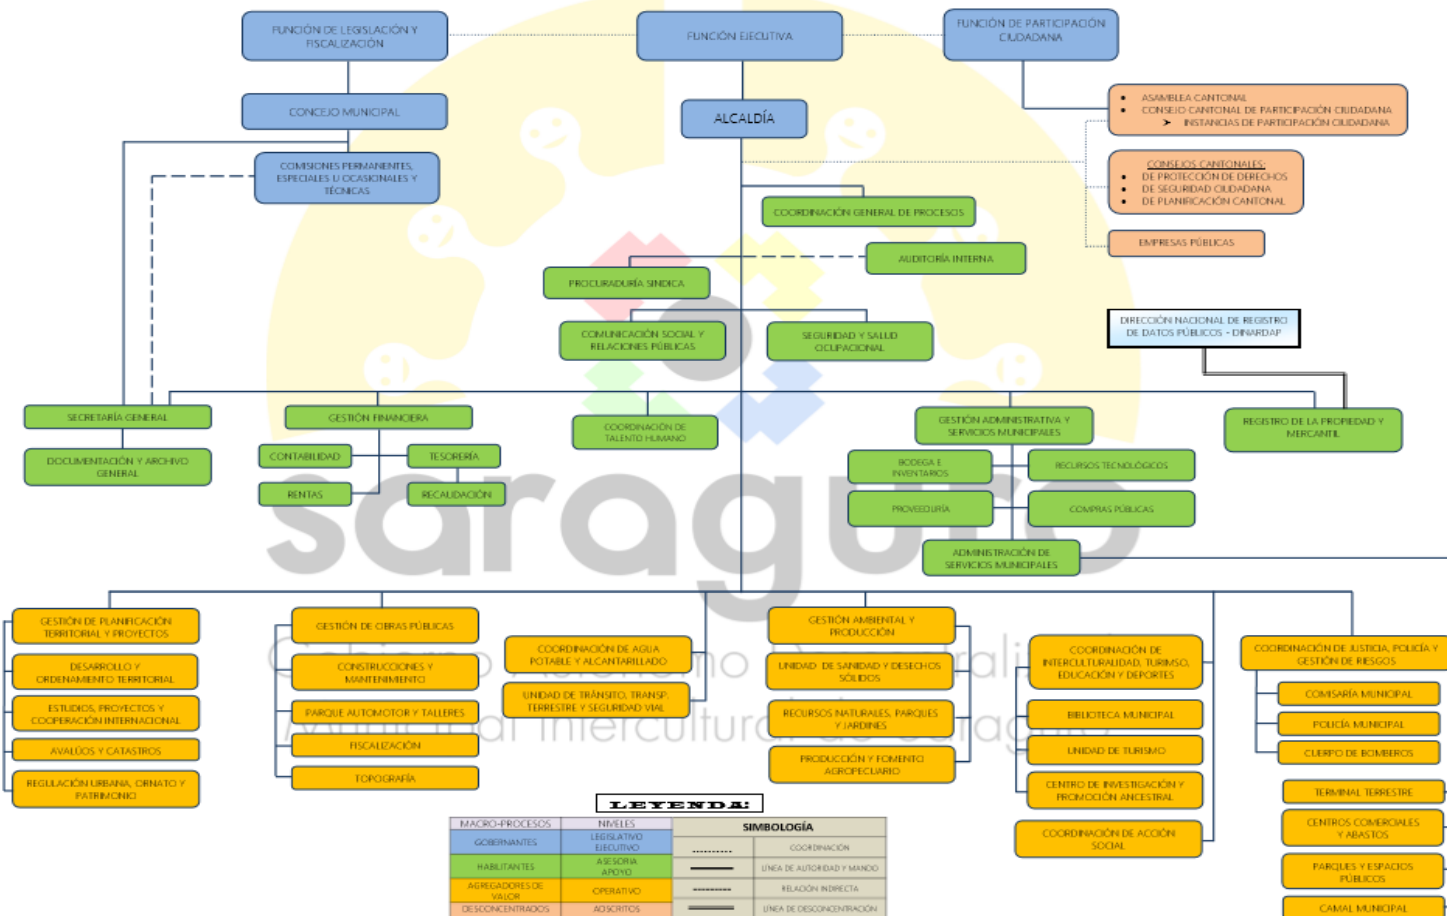 FUNCIÓN DE LEGISLACIÓN Y
FISCALIZACIÓN
FUNCIÓN EJECUTIVA
FUNCIÓN DE PARTICIPACIÓN
CIUDADANA
CONCEJO MUNICIPAL
ALCALDÍA
• ASAMBLEA CANTONAL
• CONSEJO CANTONAL DE PARTICIPACIÓN CIUDADANA
➤ INSTANCIAS DE PARTICIPACIÓN CIUDADANA
COMISIONES PERMANENTES,
ESPECIALES U OCASIONALES Y
TÉCNICAS
CONSEJOS CANTONALES:
• DE PROTECCIÓN DE DERECHOS
• DE SEGURIDAD CIUDADANA
• DE PLANIFICACIÓN CANTONAL
COORDINACIÓN GENERAL DE PROCESOS
EMPRESAS PÚBLICAS
AUDITORÍA INTERNA
PROCURADURÍA SINDICA
COMUNICACIÓN SOCIAL Y
RELACIONES PÚBLICAS
SEGURIDAD Y SALUD
OCUPACIONAL
DIRECCIÓN NACIONAL DE REGISTRO
DE DATOS PÚBLICOS - DINARDAP
SECRETARÍA GENERAL
DOCUMENTACIÓN Y ARCHIVO
GENERAL
GESTIÓN FINANCIERA
CONTABILIDAD
TESORERÍA
RENTAS
RECAUDACIÓN
COORDINACIÓN DE
TALENTO HUMANO
GESTIÓN ADMINISTRATIVA Y
SERVICIOS MUNICIPALES
BODEGA E
INVENTARIOS
RECURSOS TECNOLÓGICOS
PROVEEDURÍA
COMPRAS PÚBLICAS
ADMINISTRACIÓN DE
SERVICIOS MUNICIPALES
REGISTRO DE LA PROPIEDAD Y
MERCANTIL
saraguro
GESTIÓN DE PLANIFICACIÓN
TERRITORIAL Y PROYECTOS
DESARROLLO Y
ORDENAMIENTO TERRITORIAL
ESTUDIOS, PROYECTOS Y
COOPERACIÓN INTERNACIONAL
AVALÚOS Y CATASTROS
REGULACIÓN URBANA, ORNATO Y
PATRIMONIO
GESTIÓN DE OBRAS PÚBLICAS
CONSTRUCCIONES Y
MANTENIMIENTO
PARQUE AUTOMOTOR Y TALLERES
FISCALIZACIÓN
TOPOGRAFÍA
COORDINACIÓN DE AGUA
POTABLE Y ALCANTARILLADO
UNIDAD DE TRÁNSITO, TRANSP.
TERRESTRE Y SEGURIDAD VIAL
GESTIÓN AMBIENTAL Y
PRODUCCIÓN
UNIDAD DE SANIDAD Y DESECHOS
SÓLIDOS
RECURSOS NATURALES, PARQUES
Y JARDINES
PRODUCCIÓN Y FOMENTO
AGROPECUARIO
COORDINACIÓN DE
INTERCULTURALIDAD, TURIMSO,
EDUCACIÓN Y DEPORTES
BIBLIOTECA MUNICIPAL
UNIDAD DE TURISMO
CENTRO DE INVESTIGACIÓN Y
PROMOCIÓN ANCESTRAL
COORDINACIÓN DE ACCIÓN
SOCIAL
COORDINACIÓN DE JUSTICIA, POLICÍA Y
GESTIÓN DE RIESGOS
COMISARÍA MUNICIPAL
POLICÍA MUNICIPAL
CUERPO DE BOMBEROS
TERMINAL TERRESTRE
CENTROS COMERCIALES
Y ABASTOS
PARQUES Y ESPACIOS
PÚBLICOS
CAMAL MUNICIPAL
LEYENDA:
MACRO-PROCESOS NIVELES SIMBOLOGÍA
GOBERNANTES
LEGISLATIVO
EJECUTIVO
COORDINACIÓN
HABILITANTES
ASESORÍA
APOYO
LÍNEA DE AUTORIDAD Y MANDO
AGREGADORES DE
VALOR
OPERATIVO
RELACIÓN INDIRECTA
DESCONCENTRADOS
ADSCRITOS
LÍNEA DE DESCONCENTRACIÓN